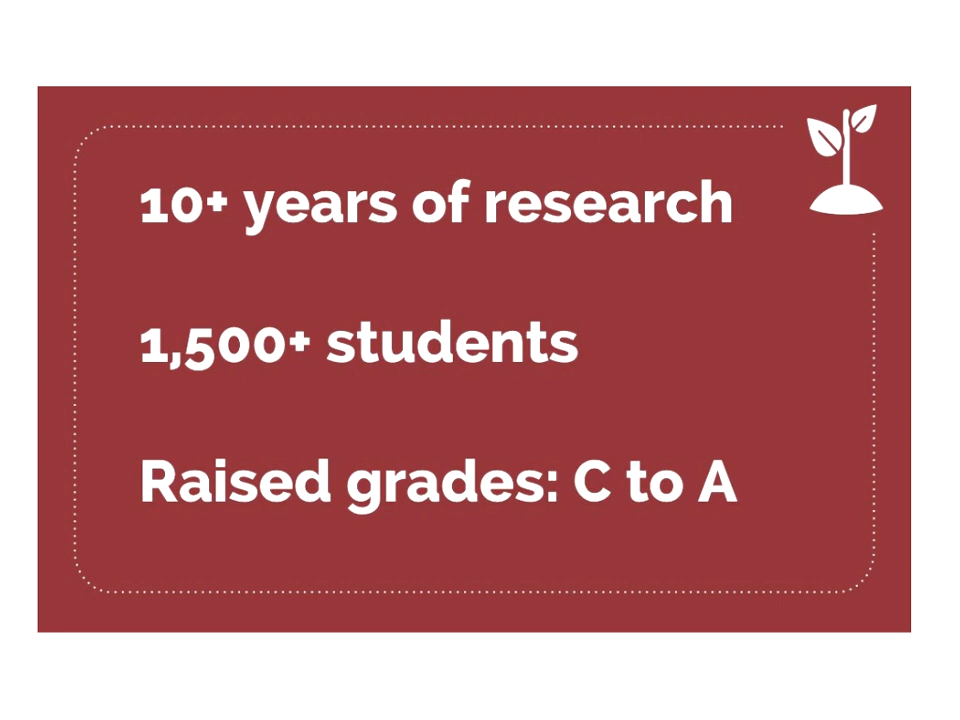 10+ years of research
1,500+ students
Raised grades: C to A